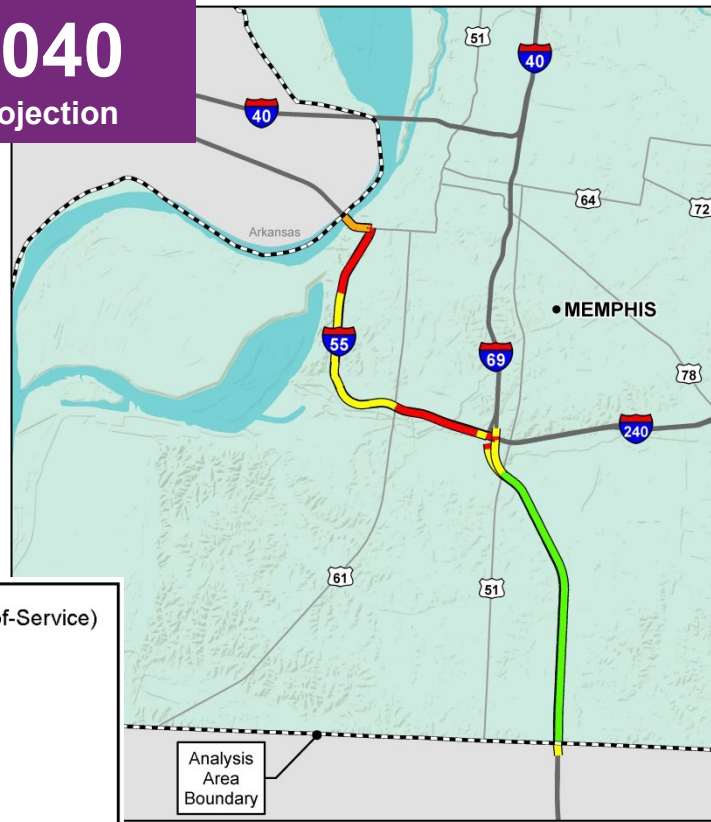 040
ojection
51
40
40
64
72
Arkansas
MEMPHIS
55
69
78
240
61
51
f-Service)
Analysis
Area
Boundary